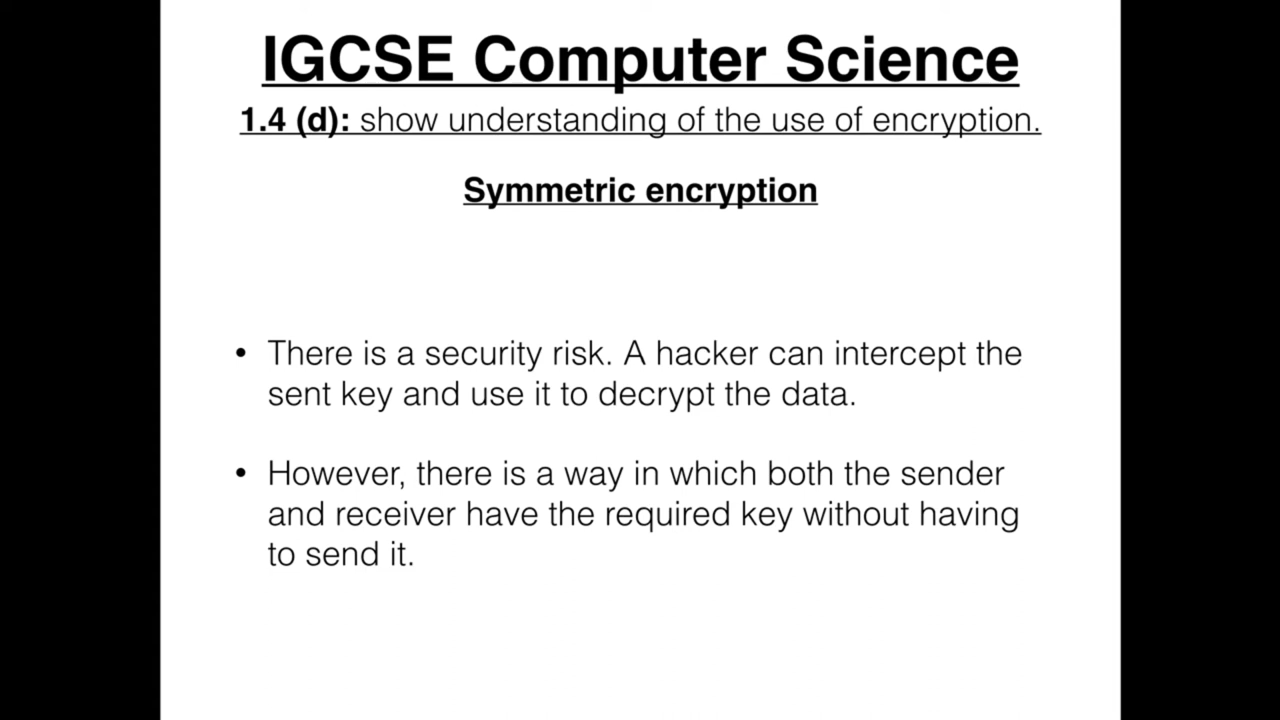 IGCSE Computer Science
1.4 (d): show understanding of the use of encryption.
Symmetric encryption
• There is a security risk. A hacker can intercept the
sent key and use it to decrypt the data.
• However, there is a way in which both the sender
and receiver have the required key without having
to send it.